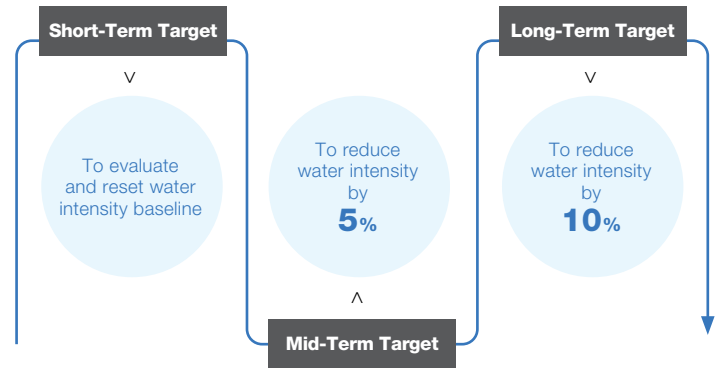 Short-Term Target
To evaluate
and reset water
intensity baseline
To reduce
water intensity
by
5%
Mid-Term Target
Long-Term Target
To reduce
water intensity
by
10%